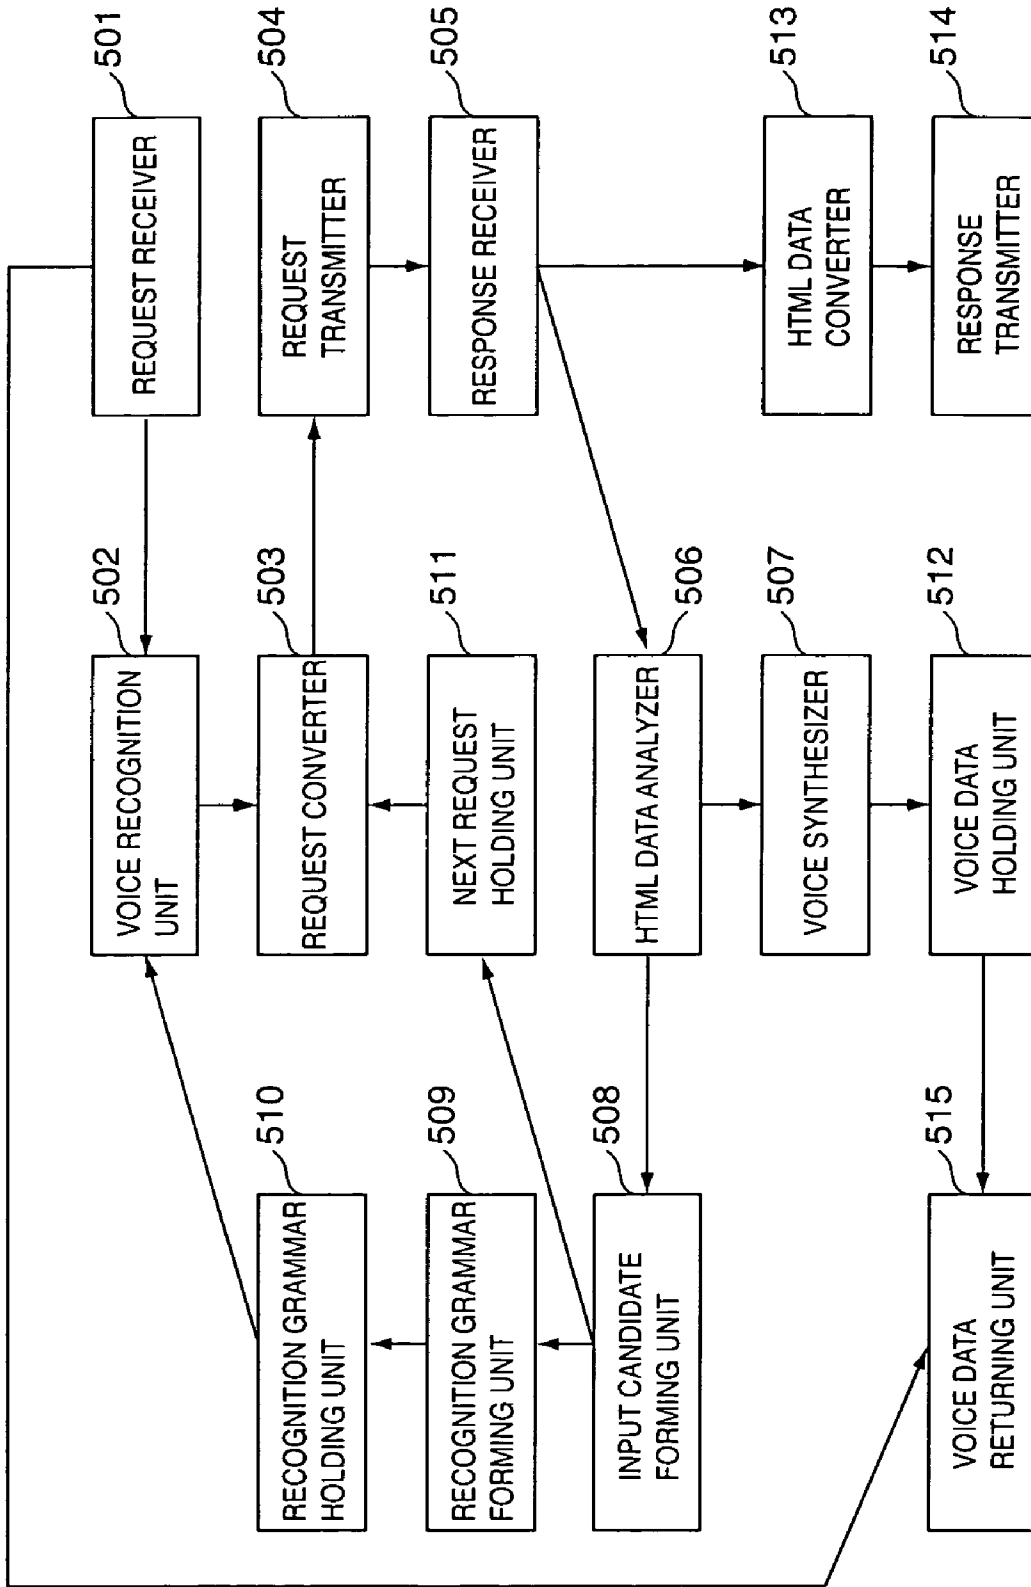 502
VOICE RECOGNITION
UNIT
501
REQUEST RECEIVER
510
RECOGNITION GRAMMAR
HOLDING UNIT
503
REQUEST CONVERTER
504
REQUEST
TRANSMITTER
509
RECOGNITION GRAMMAR
FORMING UNIT
511
NEXT REQUEST
HOLDING UNIT
505
RESPONSE RECEIVER
508
INPUT CANDIDATE
FORMING UNIT
506
HTML DATA ANALYZER
507
VOICE SYNTHESIZER
513
HTML DATA
CONVERTER
515
VOICE DATA
RETURNING UNIT
512
VOICE DATA
HOLDING UNIT
514
RESPONSE
TRANSMITTER